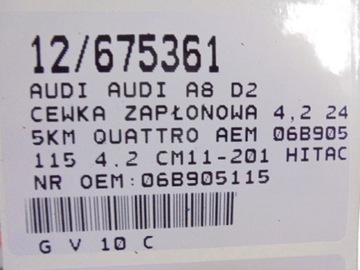 12/675361
AUDI AUDI A8 D2
CEWKA ZAPŁONOWA 4,2 24
5KM QUATTRO AEM 06B905
115 4.2 CM11-201 HITAC
NR OEM:06B905115
G V 10 C